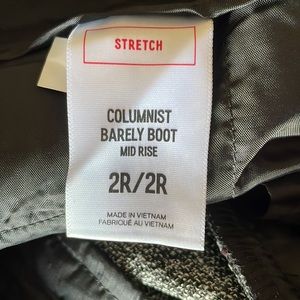 STRETCH
COLUMNIST
BARELY BOOT
MID RISE
2R/2R
MADE IN VIETNAM
FABRIQUÉ AU VIETNAM